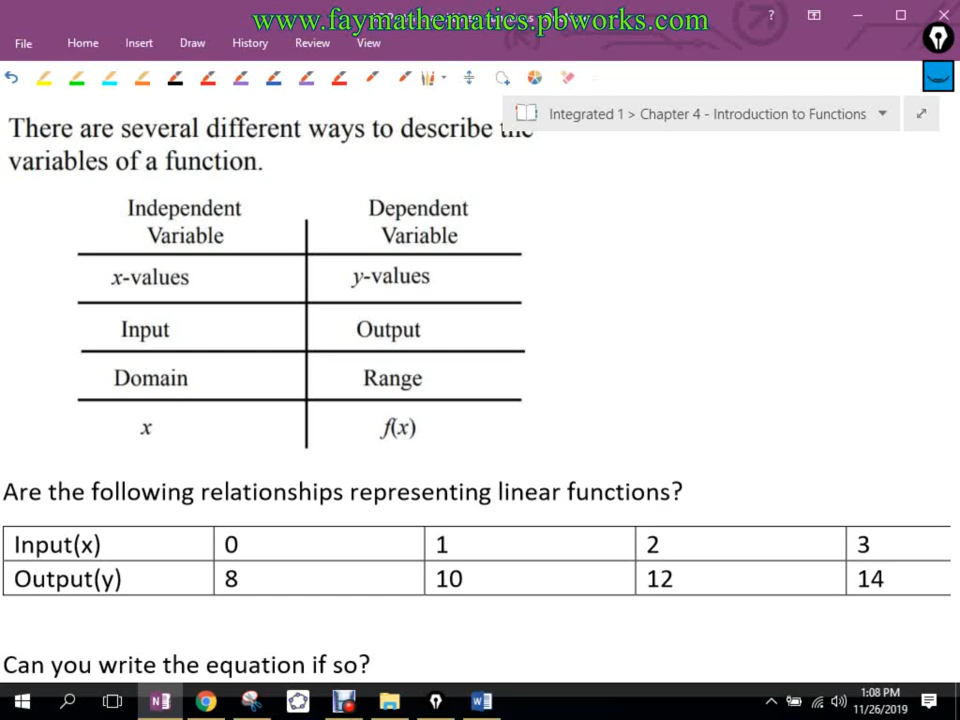 www.faymathematics.pbworks.com
File Home Insert Draw History Review View
Integrated 1 > Chapter 4 - Introduction to Functions
There are several different ways to describe the
variables of a function.
Independent Variable Dependent Variable
x-values y-values
Input Output
Domain Range
x f(x)
Are the following relationships representing linear functions?
Input(x) 0 1 2 3
Output(y) 8 10 12 14
Can you write the equation if so?
1:08 PM
11/26/2019